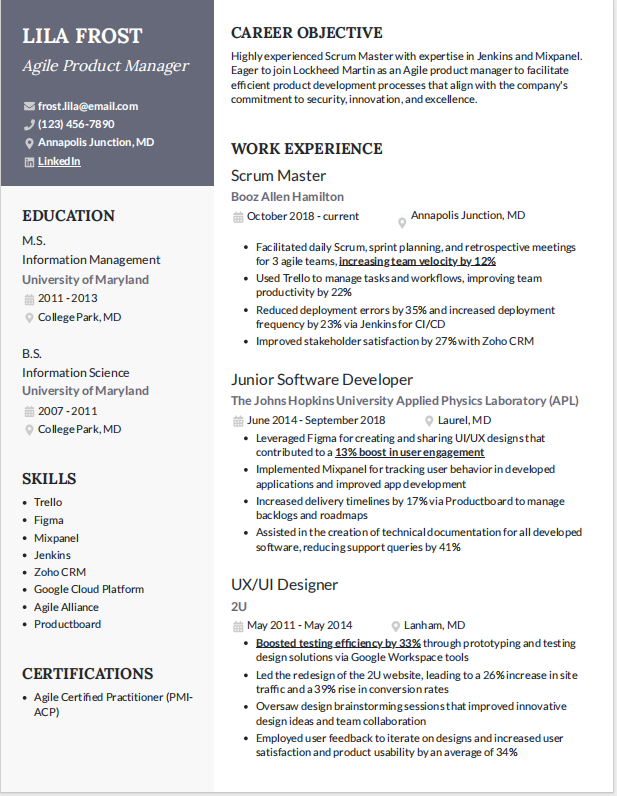 LILA FROST
Agile Product Manager
frost.lila@email.com
(123) 456-7890
Annapolis Junction, MD
LinkedIn
EDUCATION
M.S.
Information Management
University of Maryland
2011 - 2013
College Park, MD
B.S.
Information Science
University of Maryland
2007 - 2011
College Park, MD
SKILLS
Trello
Figma
Mixpanel
Jenkins
Zoho CRM
Google Cloud Platform
Agile Alliance
Productboard
CERTIFICATIONS
Agile Certified Practitioner (PMI-
ACP)
CAREER OBJECTIVE
Highly experienced Scrum Master with expertise in Jenkins and Mixpanel.
Eager to join Lockheed Martin as an Agile product manager to facilitate
efficient product development processes that align with the company's
commitment to security, innovation, and excellence.
WORK EXPERIENCE
Scrum Master
Booz Allen Hamilton
October 2018 - current Annapolis Junction, MD
Facilitated daily Scrum, sprint planning, and retrospective meetings
for 3 agile teams, increasing team velocity by 12%
Used Trello to manage tasks and workflows, improving team
productivity by 22%
Reduced deployment errors by 35% and increased deployment
frequency by 23% via Jenkins for CI/CD
Improved stakeholder satisfaction by 27% with Zoho CRM
Junior Software Developer
The Johns Hopkins University Applied Physics Laboratory (APL)
June 2014 - September 2018 Laurel, MD
Leveraged Figma for creating and sharing UI/UX designs that
contributed to a 13% boost in user engagement
Implemented Mixpanel for tracking user behavior in developed
applications and improved app development
Increased delivery timelines by 17% via Productboard to manage
backlogs and roadmaps
Assisted in the creation of technical documentation for all developed
software, reducing support queries by 41%
UX/UI Designer
2U
May 2011 - May 2014 Lanham, MD
Boosted testing efficiency by 33% through prototyping and testing
design solutions via Google Workspace tools
Led the redesign of the 2U website, leading to a 26% increase in site
traffic and a 39% rise in conversion rates
Oversaw design brainstorming sessions that improved innovative
design ideas and team collaboration
Employed user feedback to iterate on designs and increased user
satisfaction and product usability by an average of 34%